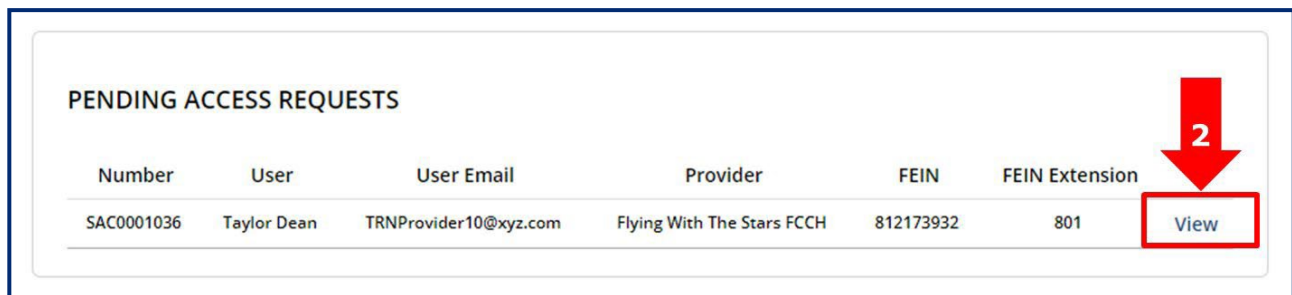 PENDING ACCESS REQUESTS
2
Number User User Email Provider FEIN FEIN Extension
SAC0001036 Taylor Dean TRNProvider10@xyz.com Flying With The Stars FCCH 812173932 801 View